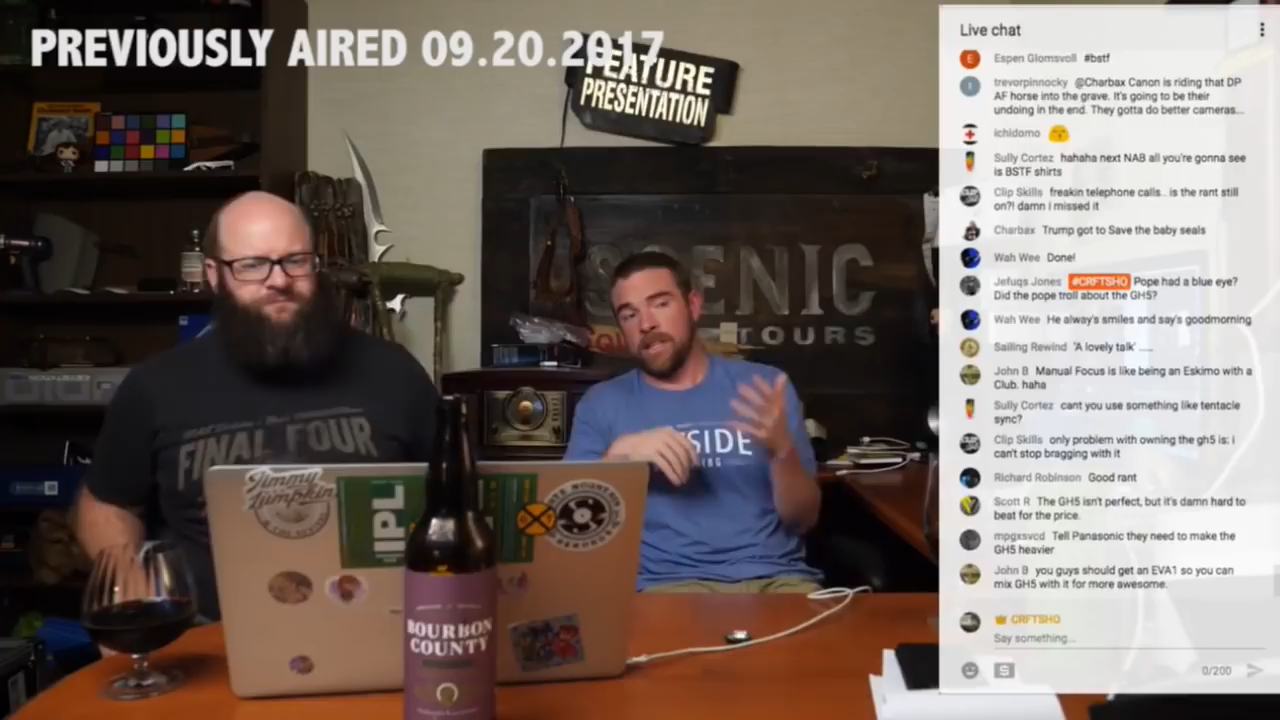 PREVIOUSLY AIRED 09.20.2017
FEATURE
PRESENTATION
SCENIC
TOURS
FINAL FOUR
SIDE
Jimmy
Lumpkin
IIPL
BOURBON
COUNTY
Live chat
Espen Glomsvoll #bstf
trevorpinnocky @Charbax Canon is riding that DP
AF horse into the grave. It's going to be their
undoing in the end. They gotta do better cameras...
ichidomo
Sully Cortez hahaha next NAB all you're gonna see
is BSTF shirts
Clip Skills freakin telephone calls.. is the rant still
on?! damn i missed it
Charbax Trump got to Save the baby seals
Wah Wee Done!
Jefuqs Jones #CRFTSHO Pope had a blue eye?
Did the pope troll about the GH5?
Wah Wee He alway's smiles and say's goodmorning
Sailing Rewind 'A lovely talk' .....
John B Manual Focus is like being an Eskimo with a
Club. haha
Sully Cortez cant you use something like tentacle
sync?
Clip Skills only problem with owning the gh5 is: i
can't stop bragging with it
Richard Robinson Good rant
Scott R The GH5 isn't perfect, but it's damn hard to
beat for the price.
mpgxsvcd Tell Panasonic they need to make the
GH5 heavier
John B you guys should get an EVA1 so you can
mix GH5 with it for more awesome.
CRFTSHO
Say something...
0/200